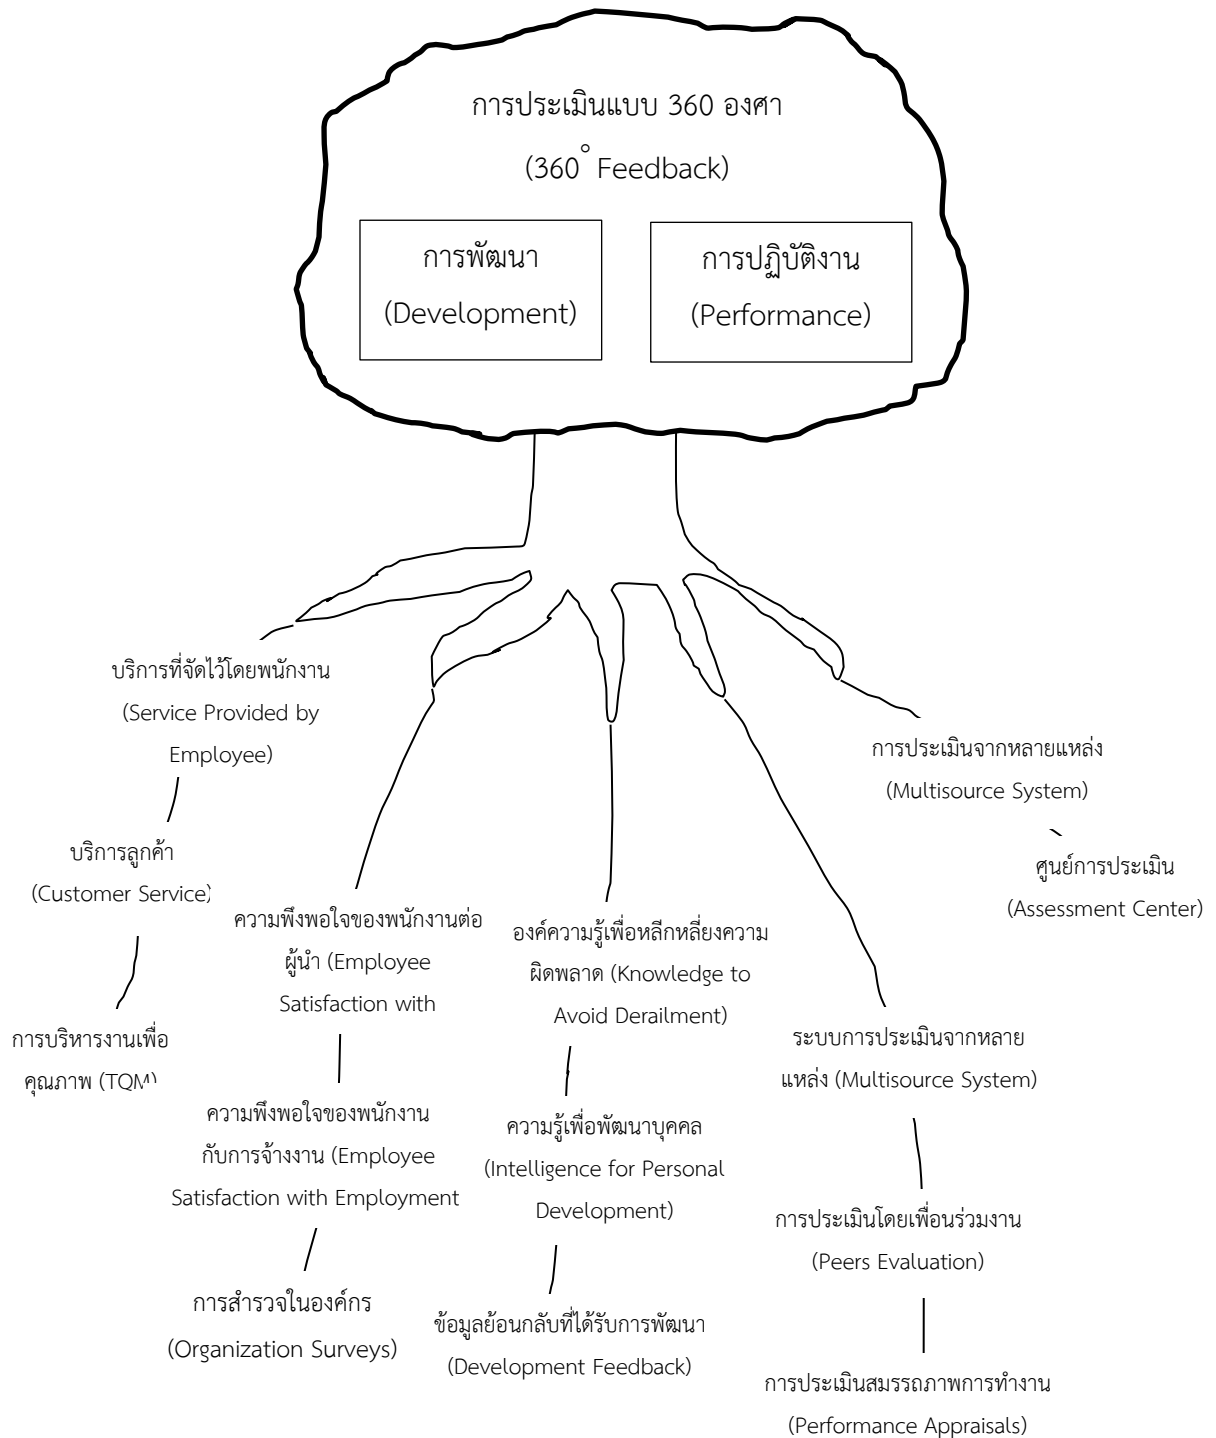 การประเมินแบบ 360 องศา
(360° Feedback)
การพัฒนา
(Development)
การปฏิบัติงาน
(Performance)
บริการที่จัดไว้โดยพนักงาน
(Service Provided by
Employee)
บริการลูกค้า
(Customer Service)
การบริหารงานเพื่อ
คุณภาพ (TQM)
ความพึงพอใจของพนักงานต่อ
ผู้นำ (Employee
Satisfaction with
ความพึงพอใจของพนักงาน
กับการจ้างงาน (Employee
Satisfaction with Employment
การสำรวจในองค์กร
(Organization Surveys)
องค์ความรู้เพื่อหลีกหลี่ยงความ
ผิดพลาด (Knowledge to
Avoid Derailment)
ความรู้เพื่อพัฒนาบุคคล
(Intelligence for Personal
Development)
ข้อมูลย้อนกลับที่ได้รับการพัฒนา
(Development Feedback)
ระบบการประเมินจากหลาย
แหล่ง (Multisource System)
การประเมินโดยเพื่อนร่วมงาน
(Peers Evaluation)
การประเมินสมรรถภาพการทำงาน
(Performance Appraisals)
การประเมินจากหลายแหล่ง
(Multisource System)
ศูนย์การประเมิน
(Assessment Center)